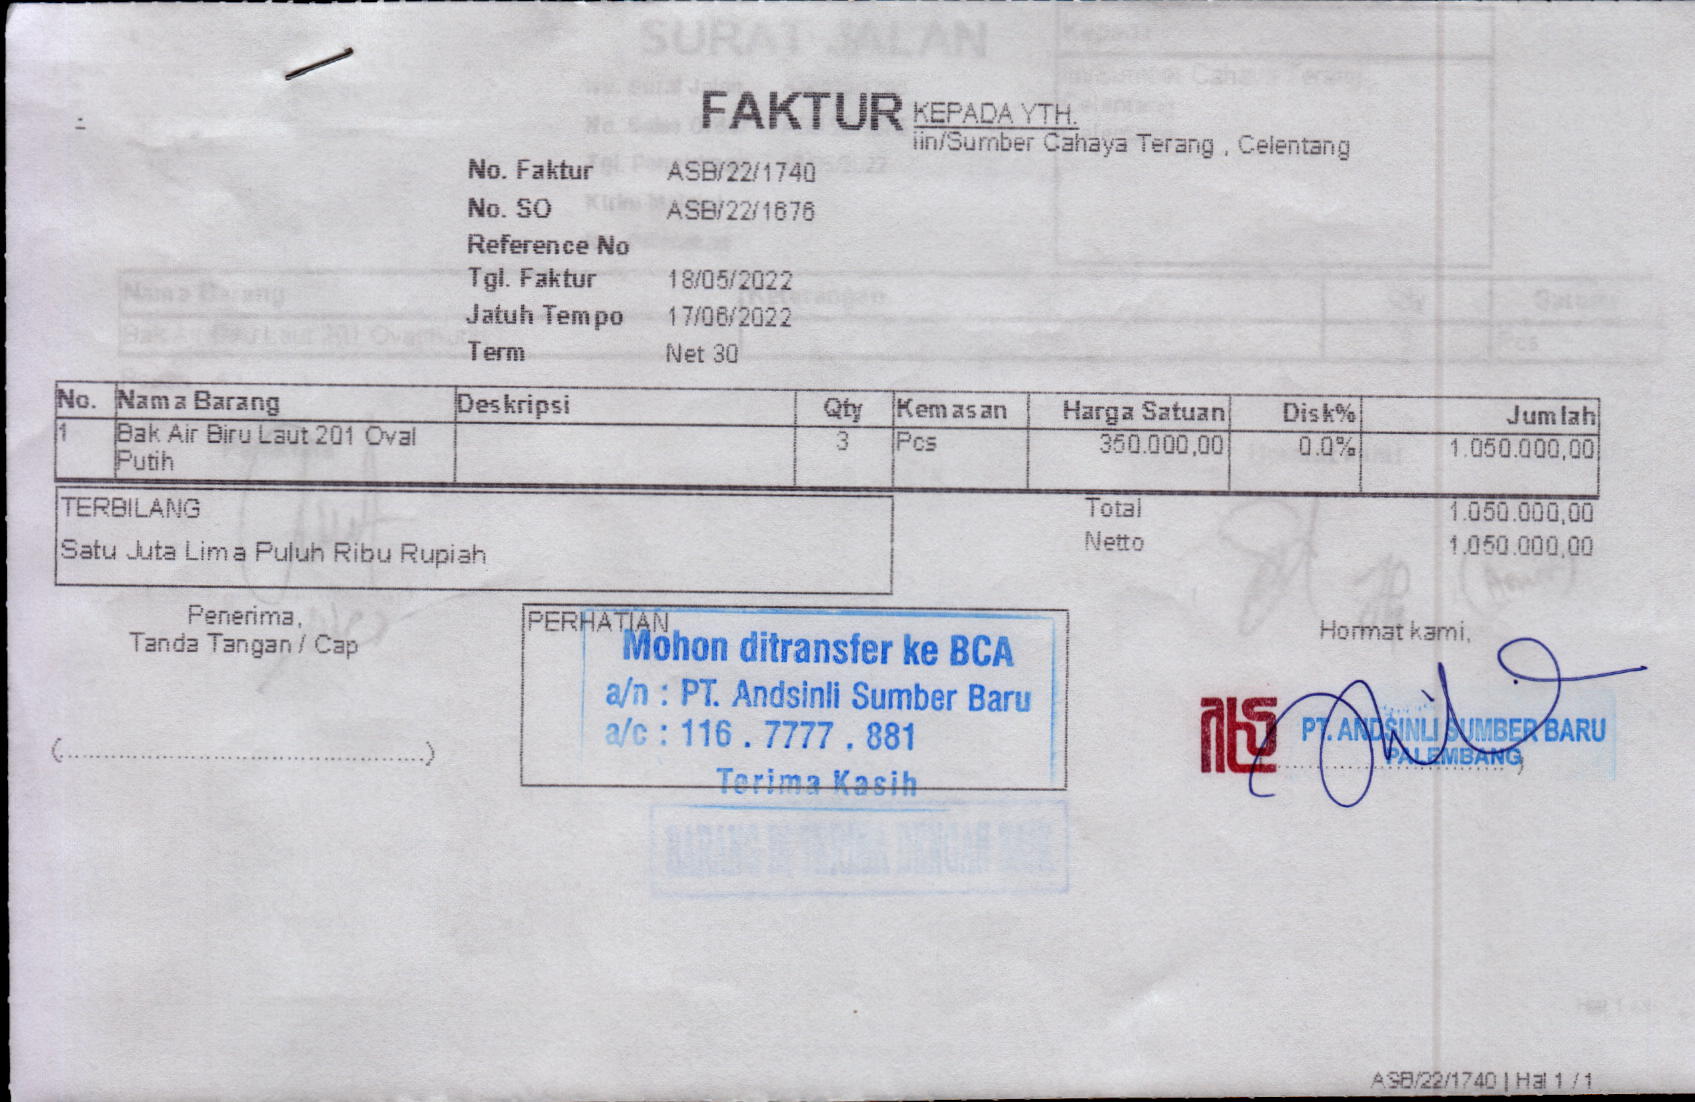 FAKTUR
KEPADA YTH.
iin/Sumber Cahaya Terang , Celentang
No. Faktur ASB/22/1740
No. SO ASB/22/1676
Reference No
Tgl. Faktur 18/05/2022
Jatuh Tempo 17/06/2022
Term Net 30
No. Nama Barang Deskripsi Qty Kemasan Harga Satuan Disk% Jumlah
1 Bak Air Biru Laut 201 Oval 3 Pcs 350.000,00 0.0% 1.050.000,00
Putih
TERBILANG
Satu Juta Lima Puluh Ribu Rupiah
Total 1.050.000,00
Netto 1.050.000,00
Penerima,
Tanda Tangan / Cap
(........................................)
PERHATIAN
Mohon ditransfer ke BCA
a/n : PT. Andsinli Sumber Baru
a/c : 116 . 7777 . 881
Terima Kasih
Hormat kami,
PT. ANDSINLI SUMBER BARU
PALEMBANG
SURAT JALAN
ASB/22/1740 | Hal 1 / 1